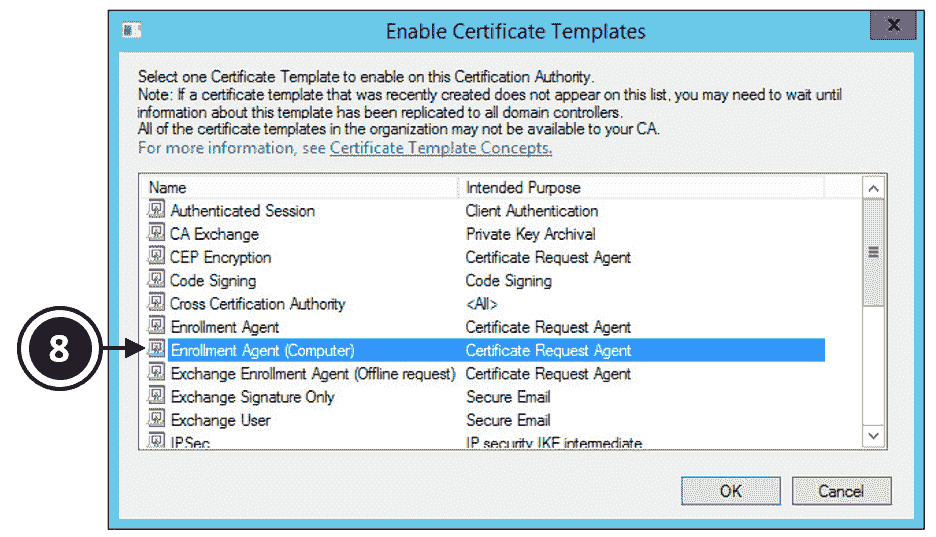 Enable Certificate Templates
x
Select one Certificate Template to enable on this Certification Authority.
Note: If a certificate template that was recently created does not appear on this list, you may need to wait until
information about this template has been replicated to all domain controllers.
All of the certificate templates in the organization may not be available to your CA.
For more information, see Certificate Template Concepts.
Name Intended Purpose
Authenticated Session Client Authentication
CA Exchange Private Key Archival
CEP Encryption Certificate Request Agent
Code Signing Code Signing
Cross Certification Authority <All>
Enrollment Agent Certificate Request Agent
8 Enrollment Agent (Computer) Certificate Request Agent
Exchange Enrollment Agent (Offline request) Certificate Request Agent
Exchange Signature Only Secure Email
Exchange User Secure Email
IPSec IP security IKE intermediate
OK Cancel